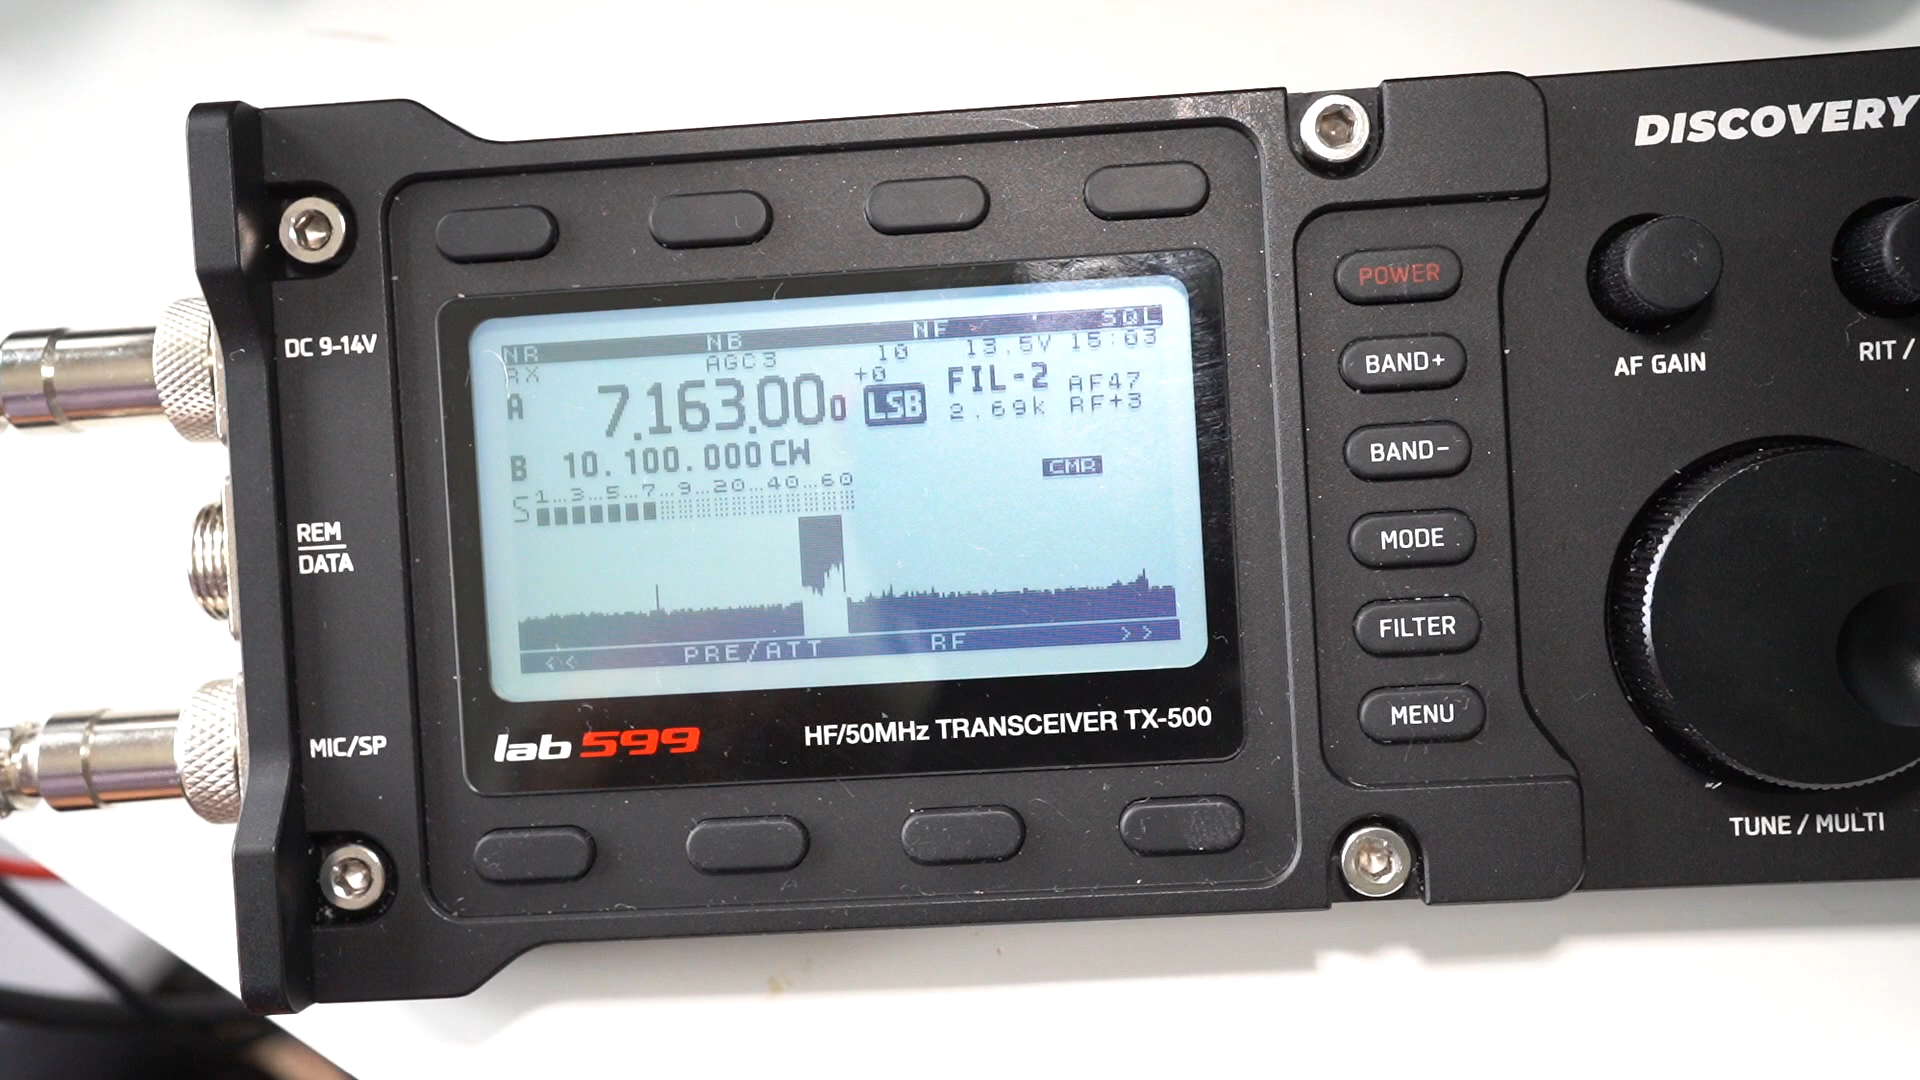 DISCOVERY
DC 9-14V
REM
DATA
MIC/SP
NR NB NF SQL
RX AGC3 10 13.5V 15:03
A 7.163.000 +0 LSB FIL-2 AF47
2.69k RF+3
B 10.100.000 CW CMP
S 1...3...5...7...9...20...40...60
<< PRE/ATT RF >>
lab 599 HF/50MHz TRANSCEIVER TX-500
POWER
BAND+
BAND-
MODE
FILTER
MENU
AF GAIN
RIT /
TUNE / MULTI